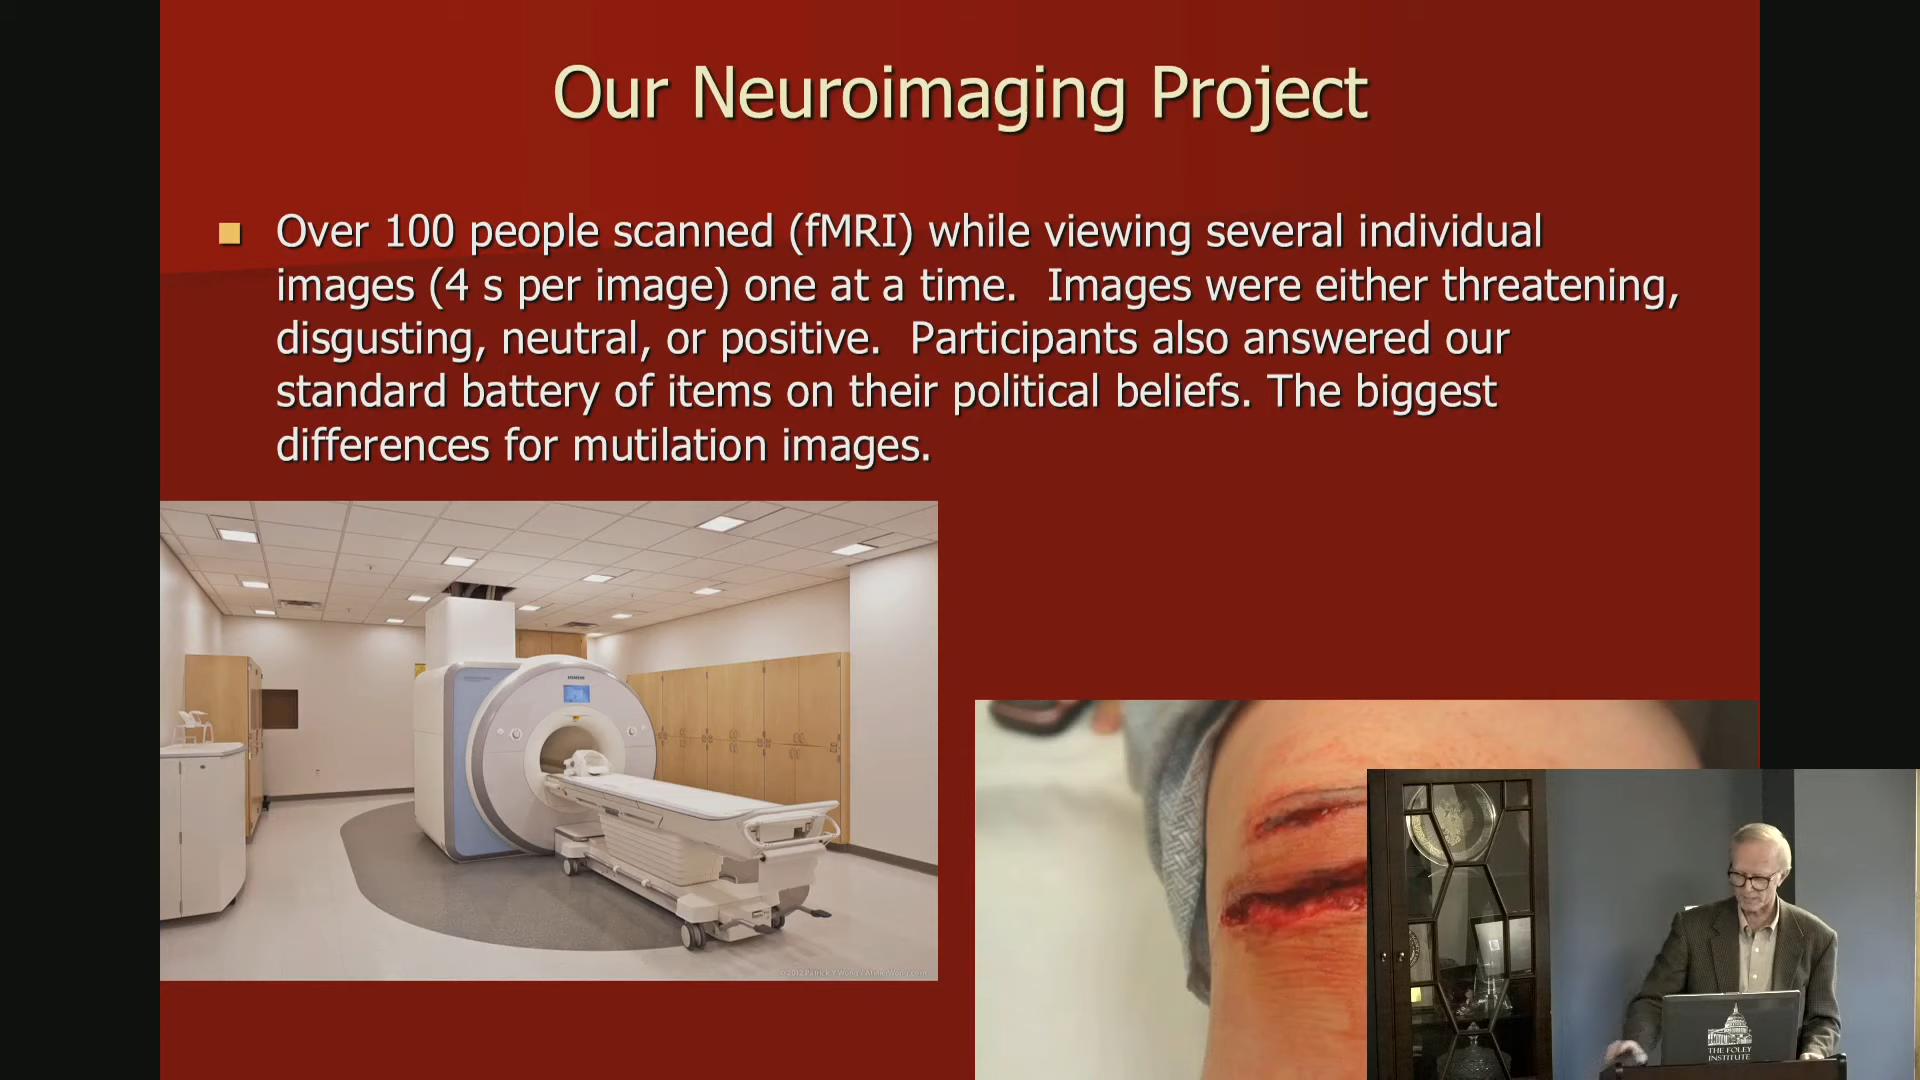 Our Neuroimaging Project
Over 100 people scanned (fMRI) while viewing several individual
images (4 s per image) one at a time.  Images were either threatening,
disgusting, neutral, or positive.  Participants also answered our
standard battery of items on their political beliefs. The biggest
differences for mutilation images.
SIEMENS
THE FOLEY
INSTITUTE